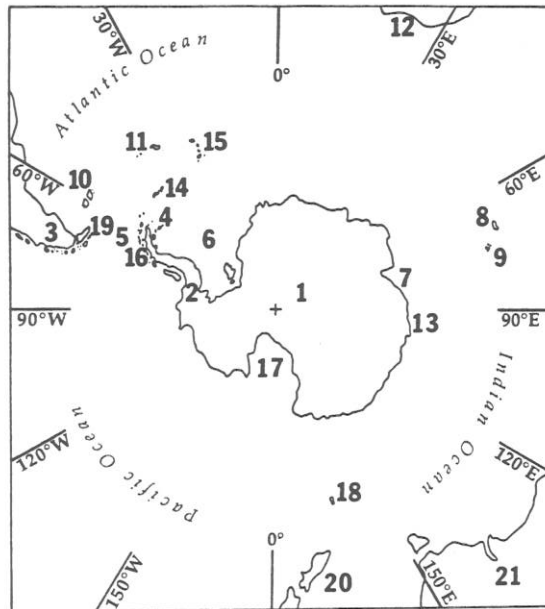 12
30°W
30°E
Atlantic Ocean
0°
11
15
60°W
60°E
10
14
8
3
19
5
4
6
9
16
2
1
7
90°W
13
90°E
17
Indian Ocean
Pacific Ocean
120°W
120°E
18
0°
150°W
20
150°E
21